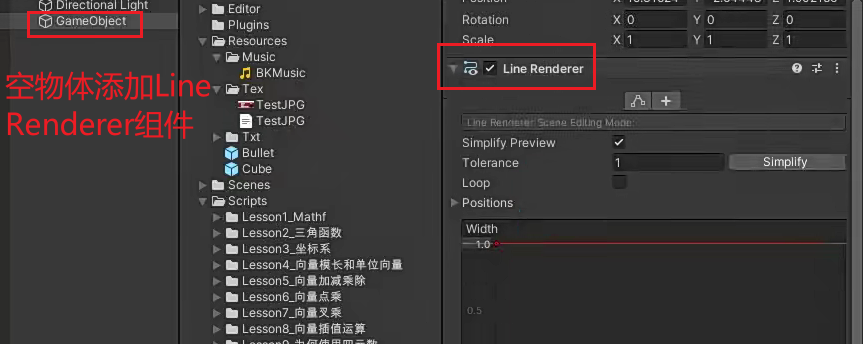 Directional Light
GameObject
空物体添加Line
Renderer组件
Editor
Plugins
Resources
Music
BKMusic
Tex
TestJPG
TestJPG
Txt
Bullet
Cube
Scenes
Scripts
Lesson1_Mathf
Lesson2_三角函数
Lesson3_坐标系
Lesson4_向量模长和单位向量
Lesson5_向量加减乘除
Lesson6_向量点乘
Lesson7_向量叉乘
Lesson8_向量插值运算
Lesson9_为何使用四元数
Position
Rotation X 0 Y 0 Z 0
Scale X 1 Y 1 Z 1
Line Renderer
Line Renderer Scene Editing Mode:
Simplify Preview
Tolerance 1 Simplify
Loop
Positions
Width
1.0
0.5